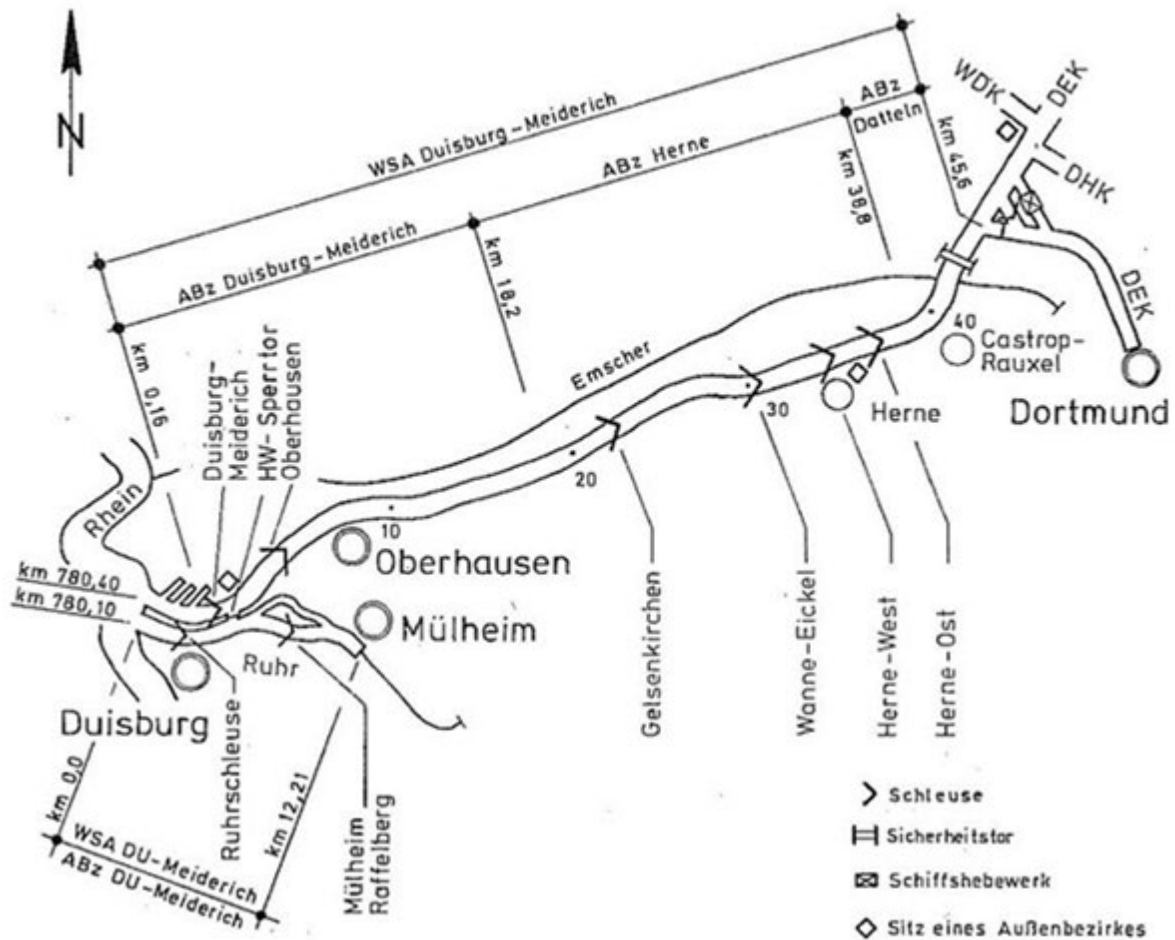 N
WSA Duisburg-Meiderich
ABz Duisburg-Meiderich
ABz Herne
ABz
Datteln
km 0,16
km 18,2
km 38,8
km 45,6
WDK
DEK
DHK
DEK
Duisburg-
Meiderich
HW-Sperrtor
Oberhausen
Emscher
Rhein
km 780,40
km 780,10
10
20
30
40
Castrop-
Rauxel
Dortmund
Herne
Oberhausen
Mülheim
Ruhr
Duisburg
km 0,0
km 12,21
WSA DU-Meiderich
ABz DU-Meiderich
Ruhrschleuse
Mülheim
Raffelberg
Gelsenkirchen
Wanne-Eickel
Herne-West
Herne-Ost
Schleuse
Sicherheitstor
Schiffshebewerk
Sitz eines Außenbezirkes